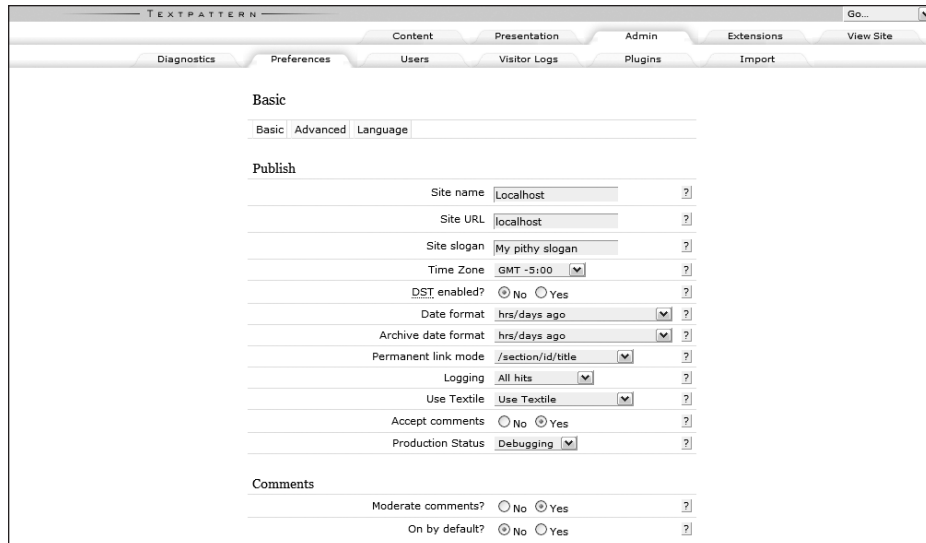 TEXTPATTERN Go...
Content Presentation Admin Extensions View Site
Diagnostics Preferences Users Visitor Logs Plugins Import
Basic
Basic Advanced Language
Publish
Site name Localhost ?
Site URL localhost ?
Site slogan My pithy slogan ?
Time Zone GMT -5:00 ?
DST enabled? No Yes ?
Date format hrs/days ago ?
Archive date format hrs/days ago ?
Permanent link mode /section/id/title ?
Logging All hits ?
Use Textile Use Textile ?
Accept comments No Yes ?
Production Status Debugging ?
Comments
Moderate comments? No Yes ?
On by default? No Yes ?